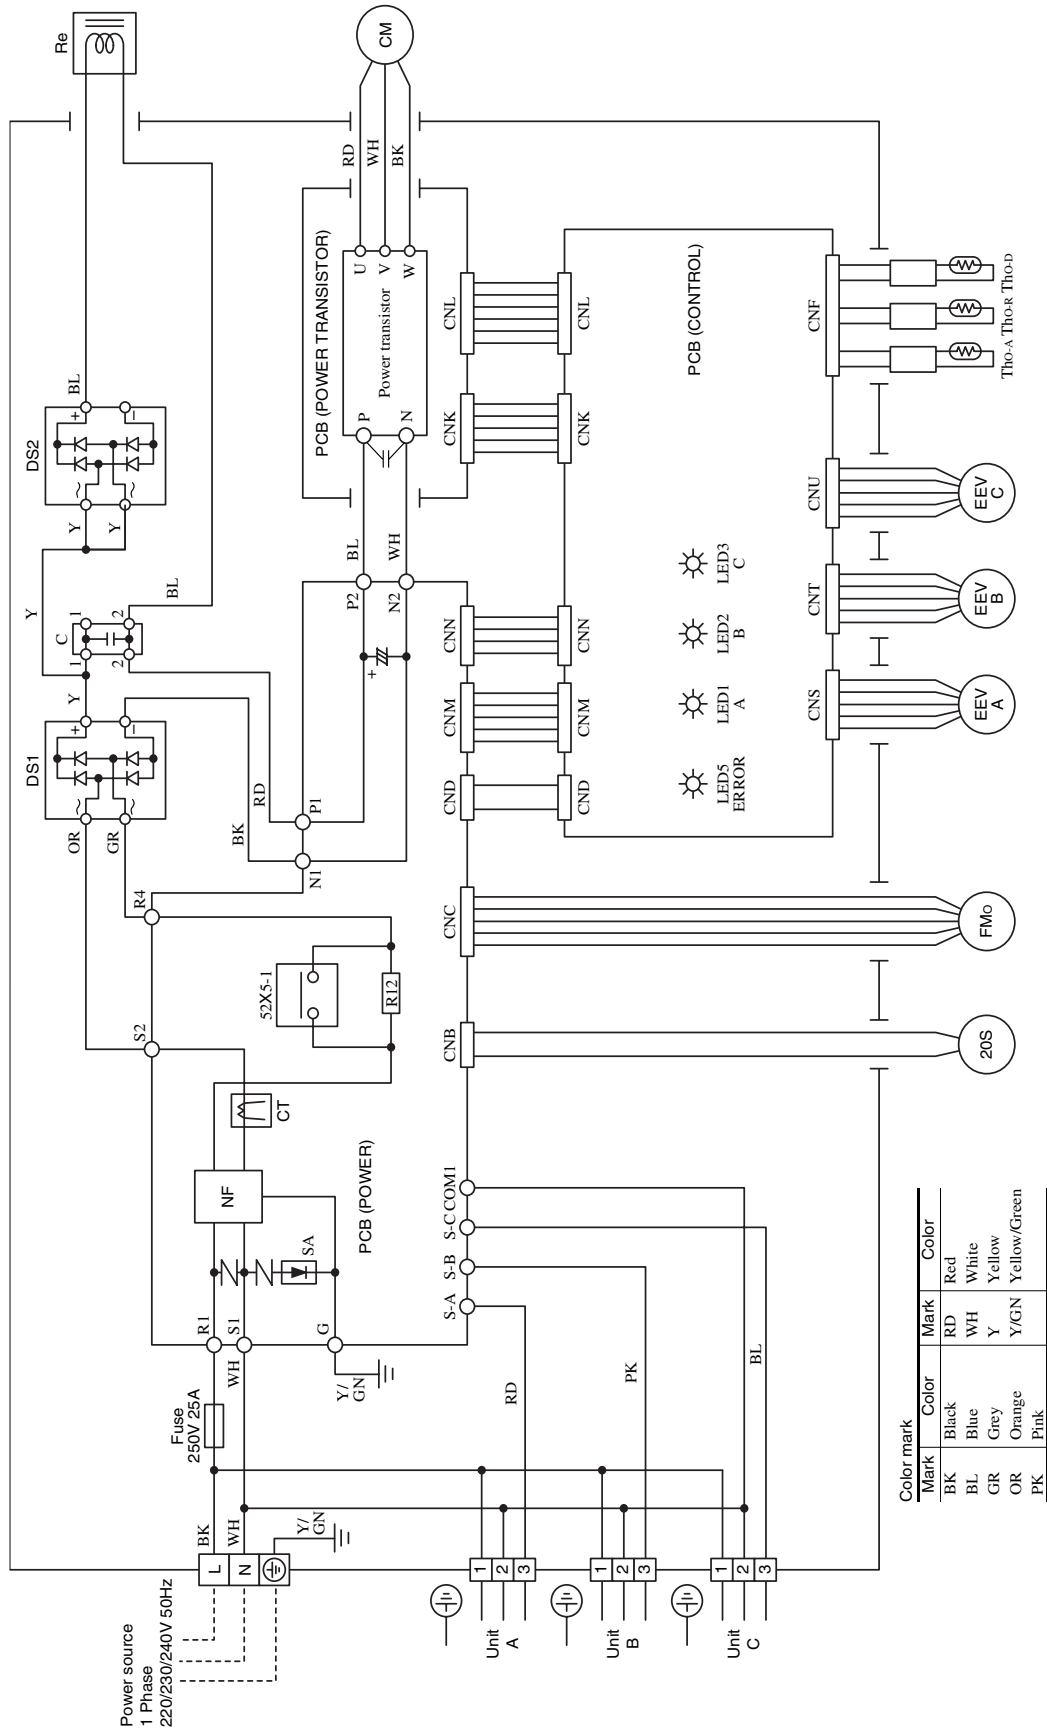 Power source
1 Phase
220/230/240V 50Hz
L
N
BK
WH
Y/
GN
Fuse
250V 25A
WH
Y/
GN
R1
S1
G
SA
NF
CT
PCB (POWER)
52X5-1
R12
S2
R4
OR
GR
DS1
+
−
~
~
Y
Y
C
1
2
1
2
BL
Y
Y
DS2
+
−
~
~
BL
Re
BK
RD
N1
P1
P2
N2
+
BL
WH
PCB (POWER TRANSISTOR)
P
N
Power transistor
U
V
W
RD
WH
BK
CM
S-A
S-B
S-C
COM1
CNB
CNC
CND
CNM
CNN
CNK
CNL
CND
CNM
CNN
CNK
CNL
PCB (CONTROL)
LED5
ERROR
LED1
A
LED2
B
LED3
C
CNS
CNT
CNU
CNF
20S
FMO
EEV
A
EEV
B
EEV
C
Tho-A
Tho-R
Tho-D
RD
PK
BL
Unit
A
1
2
3
Unit
B
1
2
3
Unit
C
1
2
3
Color mark
Mark Color Mark Color
BK Black RD Red
BL Blue WH White
GR Grey Y Yellow
OR Orange Y/GN Yellow/Green
PK Pink